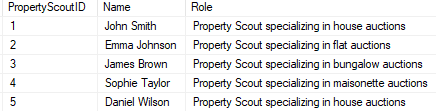 PropertyScoutID Name Role
1 John Smith Property Scout specializing in house auctions
2 Emma Johnson Property Scout specializing in flat auctions
3 James Brown Property Scout specializing in bungalow auctions
4 Sophie Taylor Property Scout specializing in maisonette auctions
5 Daniel Wilson Property Scout specializing in house auctions